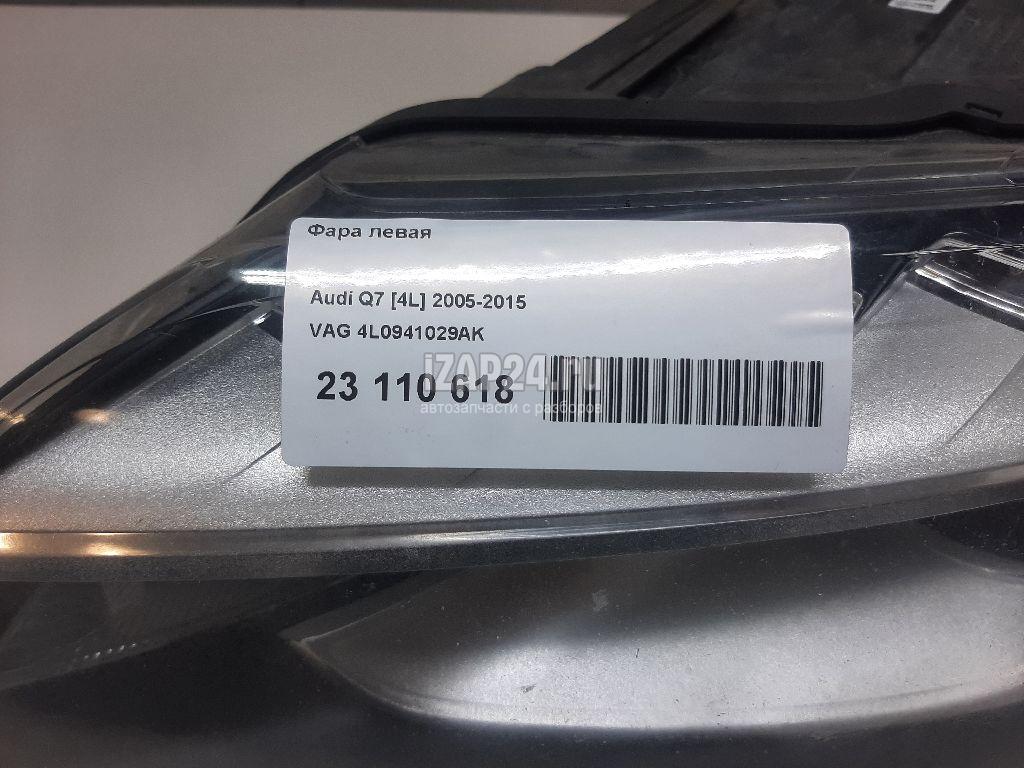 Фара левая
Audi Q7 [4L] 2005-2015
VAG 4L0941029AK
iZAP24.ru
23 110 618
автозапчасти с разборов